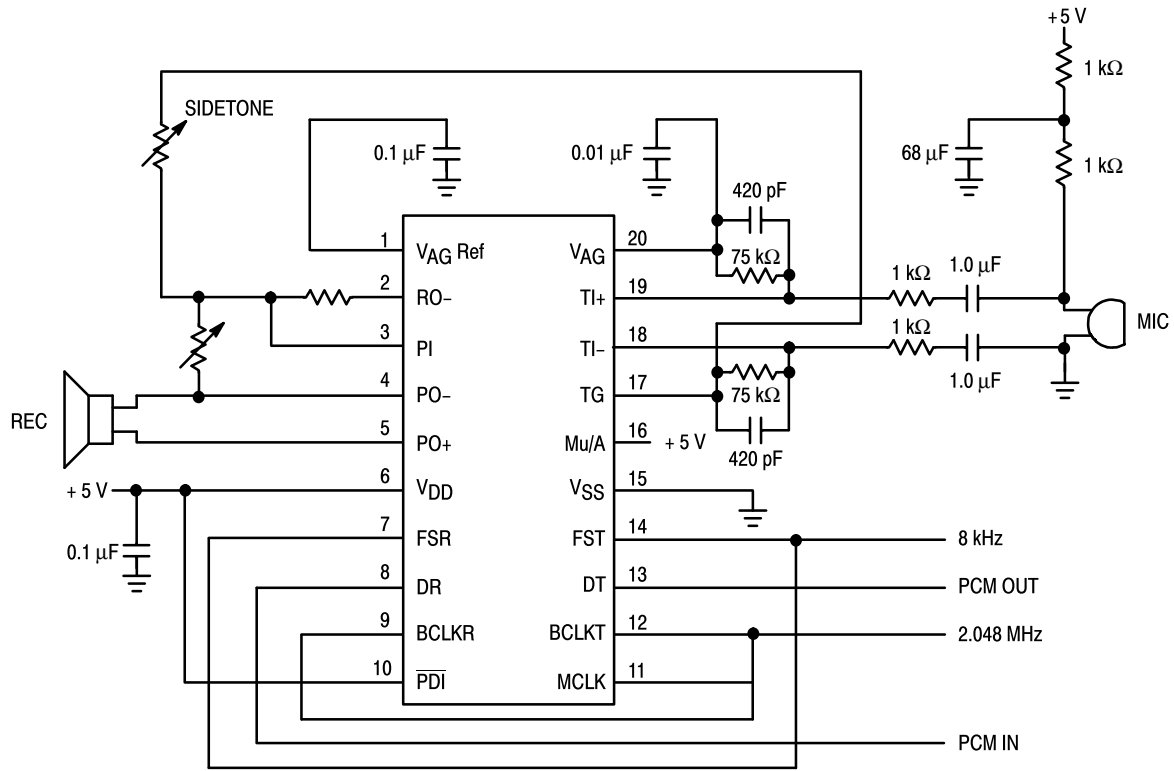 + 5 V
1 kΩ
SIDETONE
0.1 μF
0.01 μF
68 μF
1 kΩ
420 pF
1
VAG Ref
VAG
20
75 kΩ
1 kΩ
1.0 μF
2
RO–
TI+
19
MIC
3
PI
TI–
18
1 kΩ
1.0 μF
4
PO–
TG
17
75 kΩ
REC
5
PO+
Mu/A
16
+ 5 V
420 pF
+ 5 V
6
VDD
VSS
15
0.1 μF
7
FSR
FST
14
8 kHz
8
DR
DT
13
PCM OUT
9
BCLKR
BCLKT
12
2.048 MHz
10
PDI
MCLK
11
PCM IN